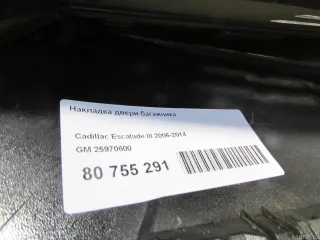 Накладка двери багажника
Cadillac Escalade III 2006-2014
GM 25970600
80 755 291